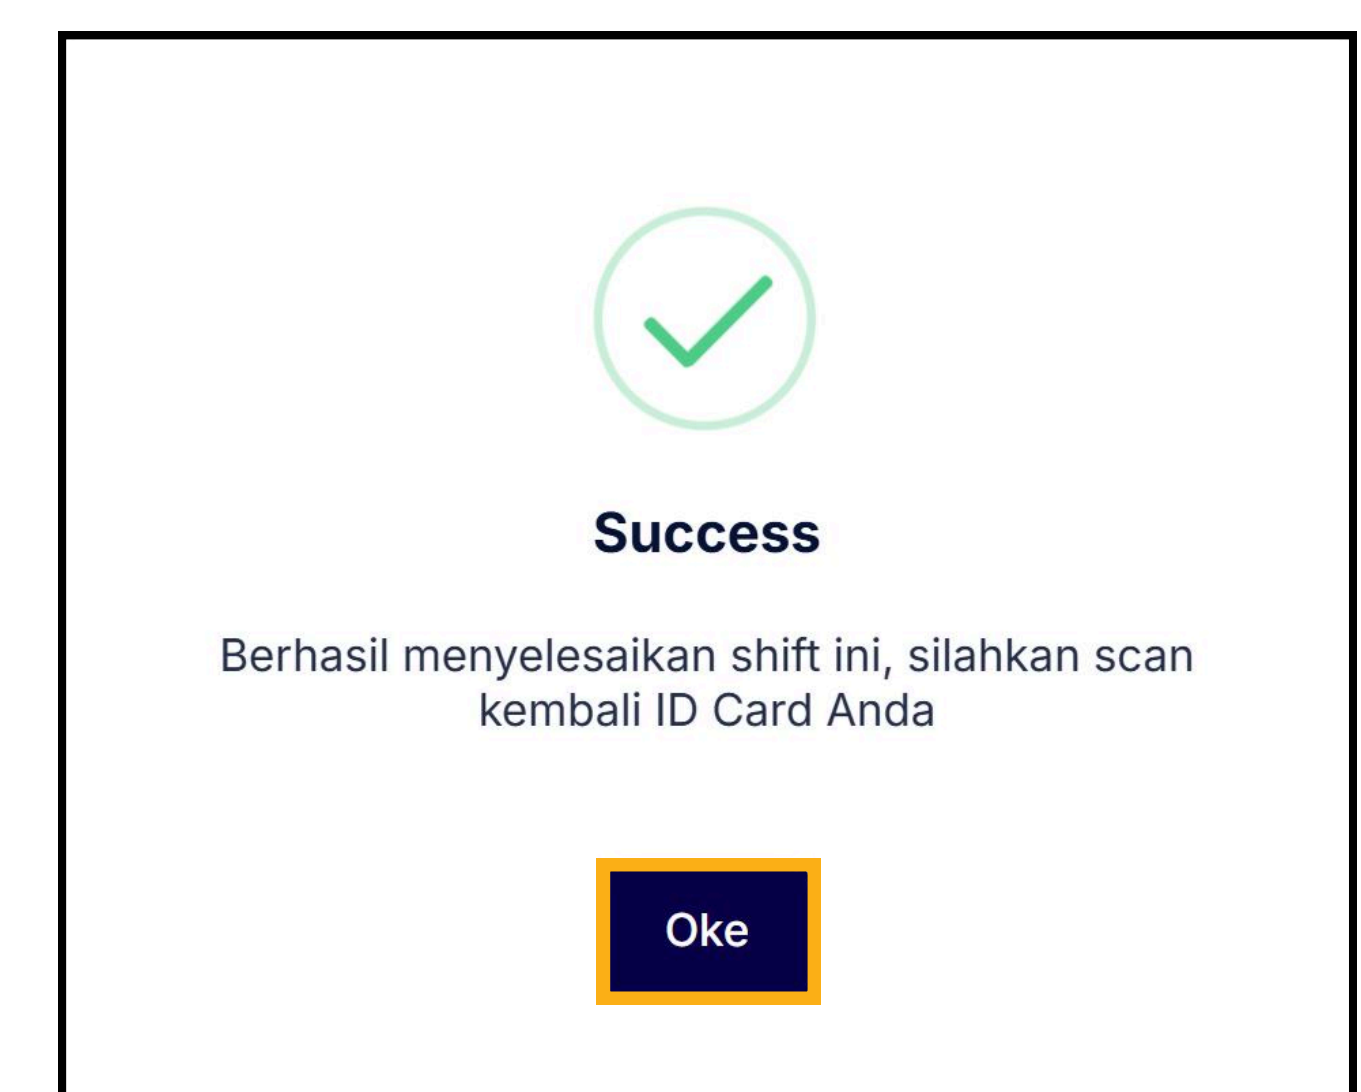 Success
Berhasil menyelesaikan shift ini, silahkan scan
kembali ID Card Anda
Oke